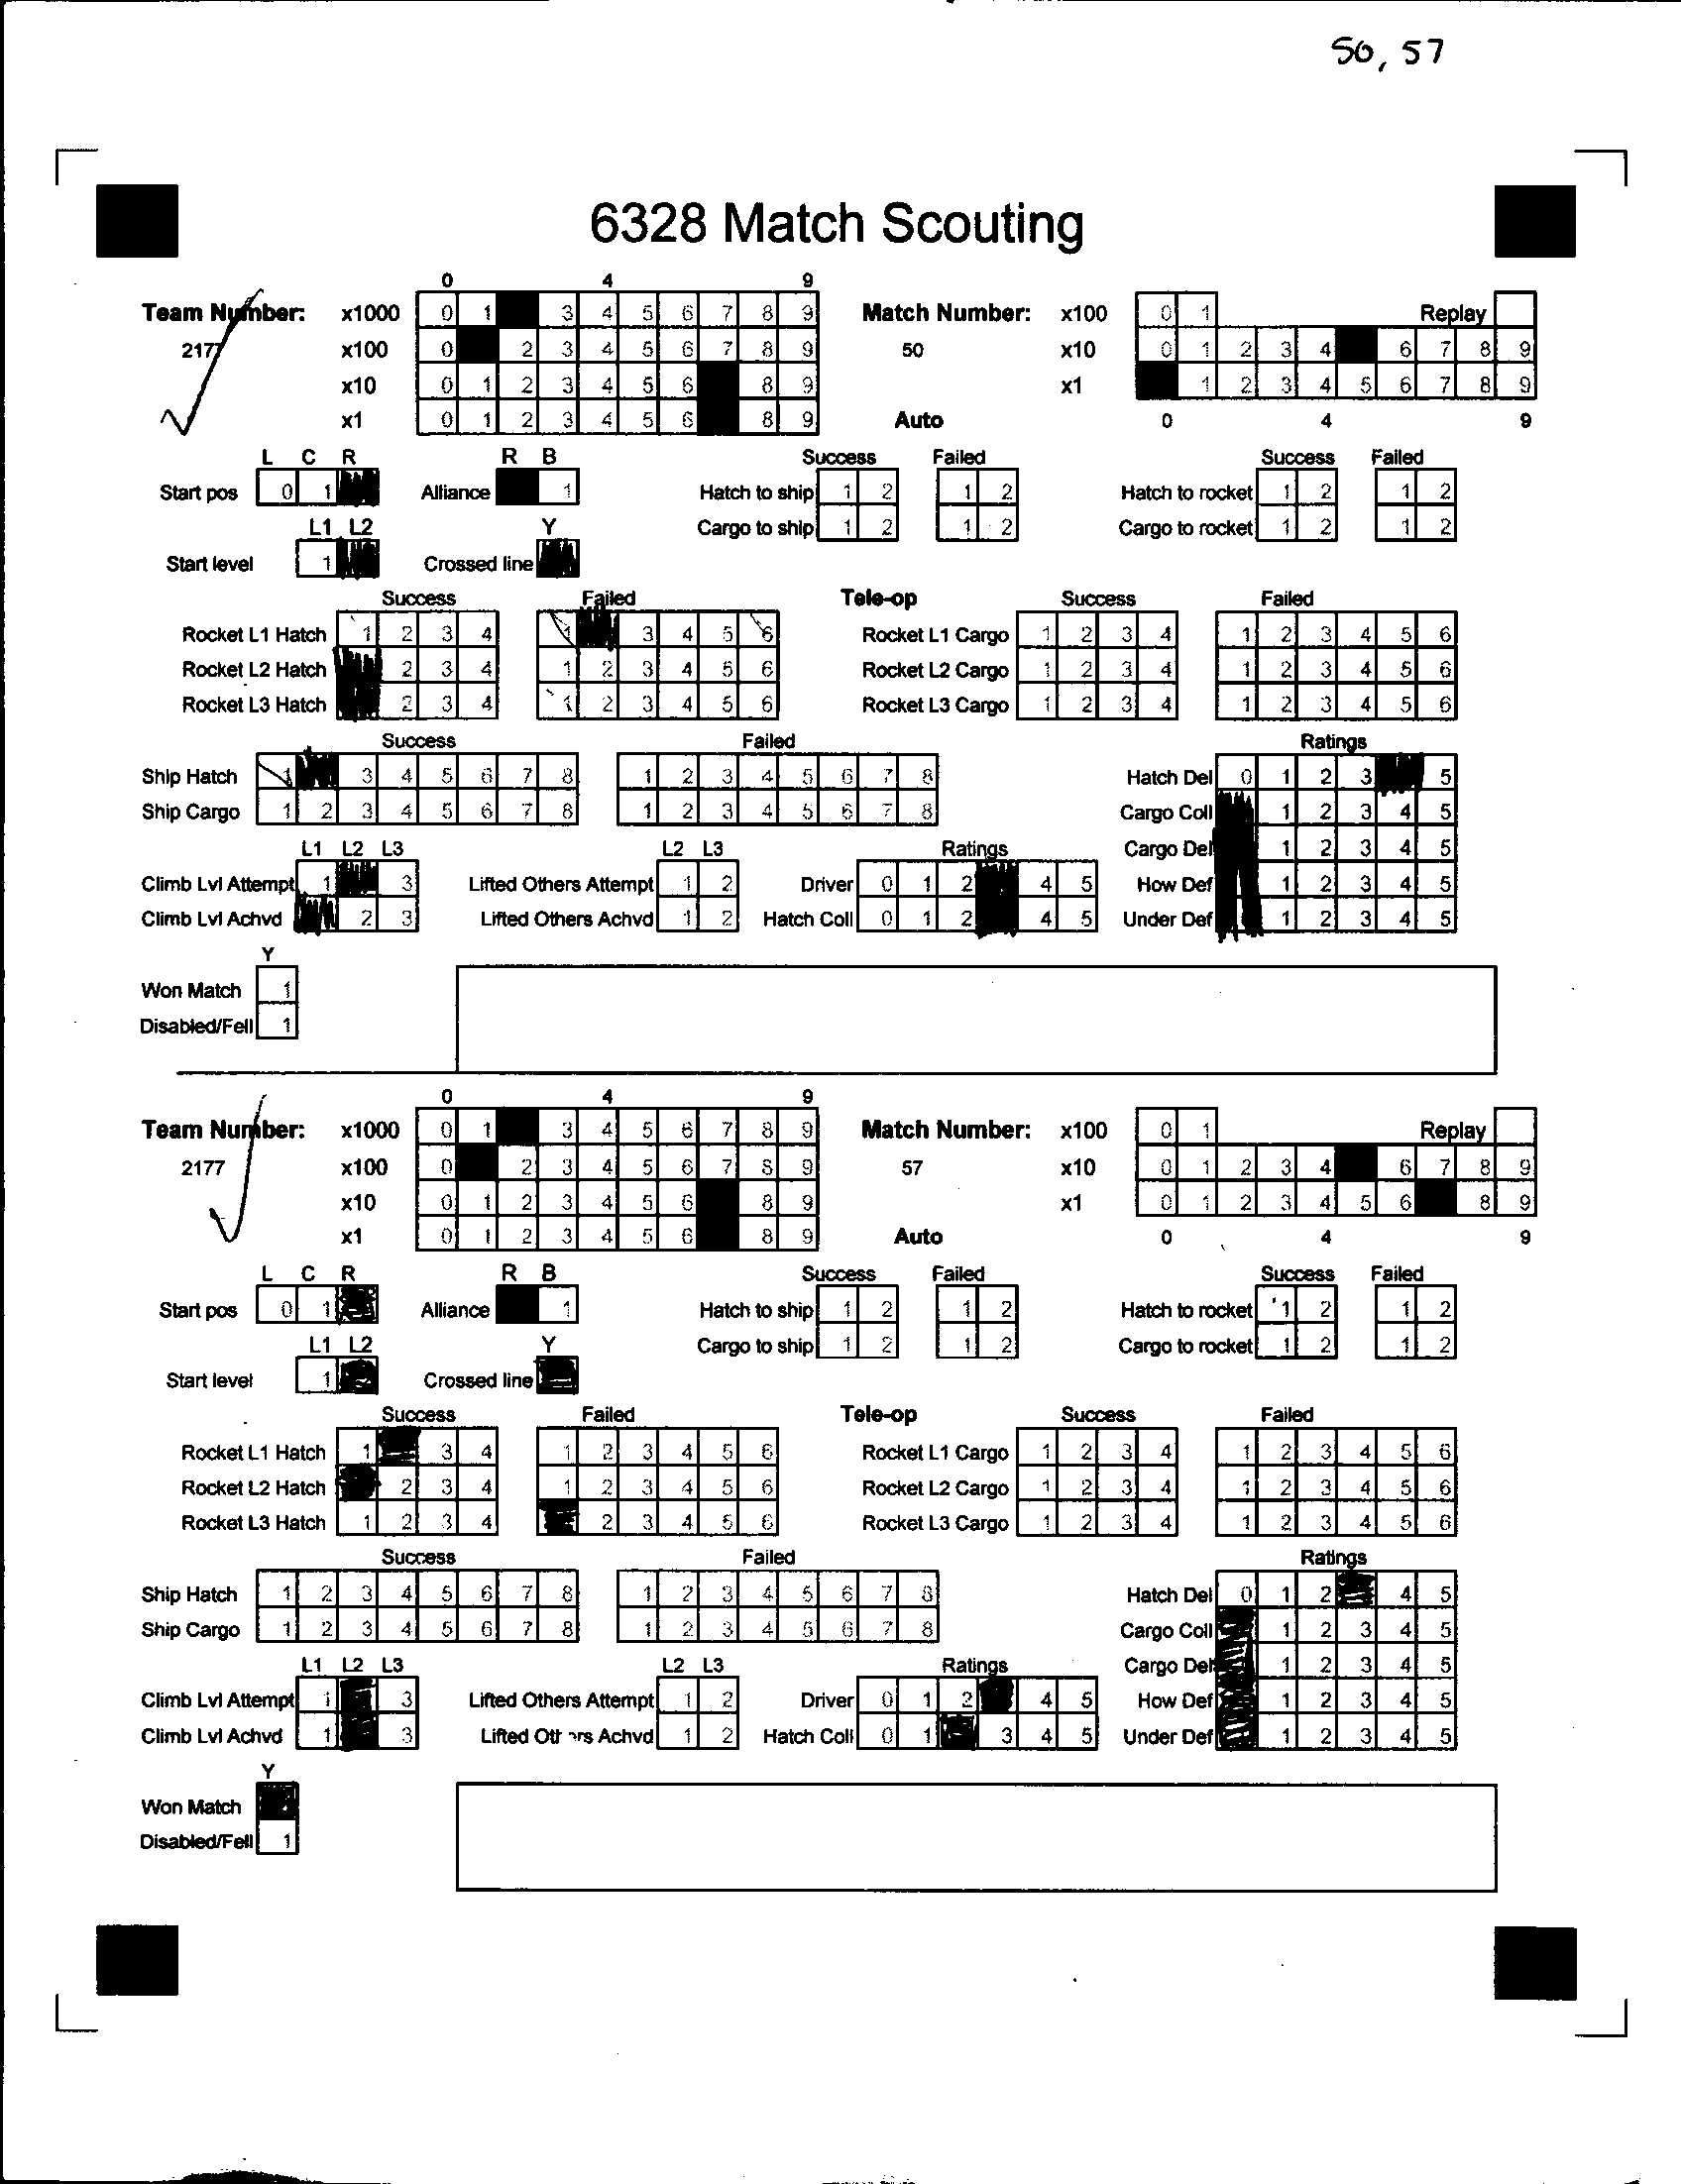 50, 57
6328 Match Scouting
0 4 9
Team Number: x1000 0 1 3 4 5 6 7 8 9 Match Number: x100 0 1 Replay
2177 x100 0 2 3 4 5 6 7 8 9 50 x10 0 1 2 3 4 6 7 8 9
x10 0 1 2 3 4 5 6 8 9 x1 1 2 3 4 5 6 7 8 9
x1 0 1 2 3 4 5 6 8 9 Auto 0 4 9
L C R R B Success Failed Success Failed
Start pos 0 1 Alliance 1 Hatch to ship 1 2 1 2 Hatch to rocket 1 2 1 2
L1 L2 Y Cargo to ship 1 2 1 2 Cargo to rocket 1 2 1 2
Start level 1 Crossed line
Success Failed Tele-op Success Failed
Rocket L1 Hatch 1 2 3 4 1 3 4 5 6 Rocket L1 Cargo 1 2 3 4 1 2 3 4 5 6
Rocket L2 Hatch 2 3 4 1 2 3 4 5 6 Rocket L2 Cargo 1 2 3 4 1 2 3 4 5 6
Rocket L3 Hatch 2 3 4 1 2 3 4 5 6 Rocket L3 Cargo 1 2 3 4 1 2 3 4 5 6
Success Failed Ratings
Ship Hatch 1 3 4 5 6 7 8 1 2 3 4 5 6 7 8 Hatch Del 0 1 2 3 5
Ship Cargo 1 2 3 4 5 6 7 8 1 2 3 4 5 6 7 8 Cargo Coll 1 2 3 4 5
L1 L2 L3 L2 L3 Ratings Cargo Del 1 2 3 4 5
Climb Lvl Attempt 1 3 Lifted Others Attempt 1 2 Driver 0 1 2 4 5 How Def 1 2 3 4 5
Climb Lvl Achvd 2 3 Lifted Others Achvd 1 2 Hatch Coll 0 1 2 4 5 Under Def 1 2 3 4 5
Y
Won Match 1
Disabled/Fell 1
0 4 9
Team Number: x1000 0 1 3 4 5 6 7 8 9 Match Number: x100 0 1 Replay
2177 x100 0 2 3 4 5 6 7 8 9 57 x10 0 1 2 3 4 6 7 8 9
x10 0 1 2 3 4 5 6 8 9 x1 0 1 2 3 4 5 6 8 9
x1 0 1 2 3 4 5 6 8 9 Auto 0 4 9
L C R R B Success Failed Success Failed
Start pos 0 1 Alliance 1 Hatch to ship 1 2 1 2 Hatch to rocket 1 2 1 2
L1 L2 Y Cargo to ship 1 2 1 2 Cargo to rocket 1 2 1 2
Start level 1 Crossed line
Success Failed Tele-op Success Failed
Rocket L1 Hatch 1 3 4 1 2 3 4 5 6 Rocket L1 Cargo 1 2 3 4 1 2 3 4 5 6
Rocket L2 Hatch 2 3 4 1 2 3 4 5 6 Rocket L2 Cargo 1 2 3 4 1 2 3 4 5 6
Rocket L3 Hatch 1 2 3 4 2 3 4 5 6 Rocket L3 Cargo 1 2 3 4 1 2 3 4 5 6
Success Failed Ratings
Ship Hatch 1 2 3 4 5 6 7 8 1 2 3 4 5 6 7 8 Hatch Del 0 1 2 4 5
Ship Cargo 1 2 3 4 5 6 7 8 1 2 3 4 5 6 7 8 Cargo Coll 1 2 3 4 5
L1 L2 L3 L2 L3 Ratings Cargo Del 1 2 3 4 5
Climb Lvl Attempt 1 3 Lifted Others Attempt 1 2 Driver 0 1 2 4 5 How Def 1 2 3 4 5
Climb Lvl Achvd 1 3 Lifted Others Achvd 1 2 Hatch Coll 0 1 3 4 5 Under Def 1 2 3 4 5
Y
Won Match
Disabled/Fell 1